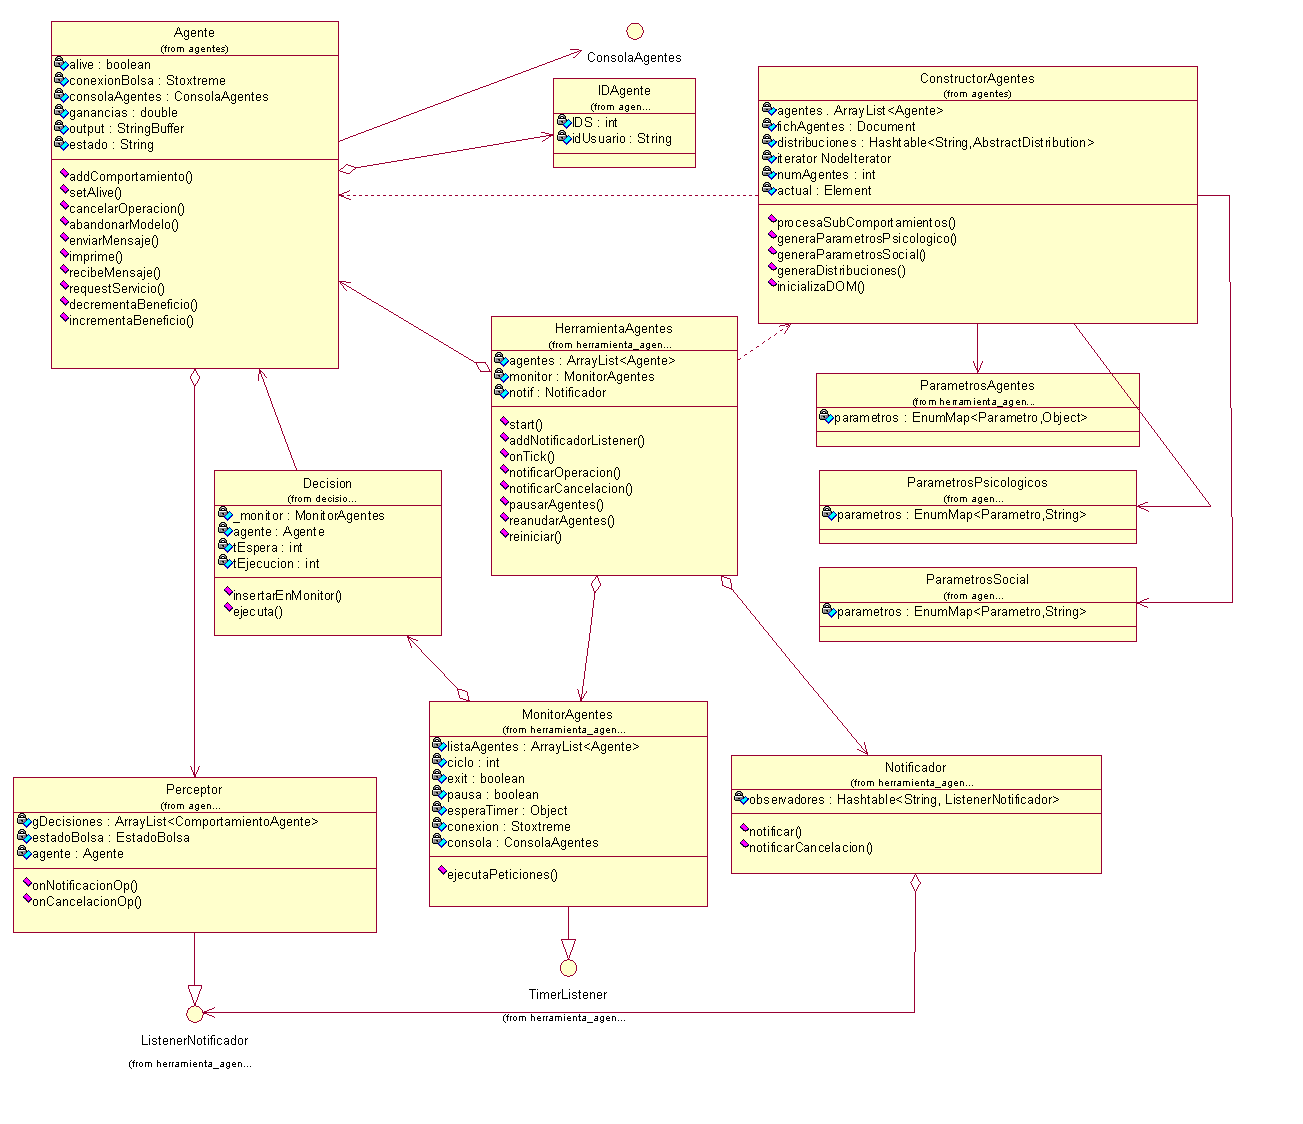 Agente
(from agentes)
alive : boolean
conexionBolsa : Stoxtreme
consolaAgentes : ConsolaAgentes
ganancias : double
output : StringBuffer
estado : String
addComportamiento()
setAlive()
cancelarOperacion()
abandonarModelo()
enviarMensaje()
imprime()
recibeMensaje()
requestServicio()
decrementaBeneficio()
incrementaBeneficio()
ConsolaAgentes
IDAgente
(from agen...
IDS : int
idUsuario : String
ConstructorAgentes
(from agentes)
agentes : ArrayList<Agente>
fichAgentes : Document
distribuciones : Hashtable<String,AbstractDistribution>
iterator NodeIterator
numAgentes : int
actual : Element
procesaSubComportamientos()
generaParametrosPsicologico()
generaParametrosSocial()
generaDistribuciones()
inicializaDOM()
HerramientaAgentes
(from herramienta_agen...
agentes : ArrayList<Agente>
monitor : MonitorAgentes
notif : Notificador
start()
addNotificadorListener()
onTick()
notificarOperacion()
notificarCancelacion()
pausarAgentes()
reanudarAgentes()
reiniciar()
ParametrosAgentes
(from herramienta_agen...
parametros : EnumMap<Parametro,Object>
ParametrosPsicologicos
(from agen...
parametros : EnumMap<Parametro,String>
ParametrosSocial
(from agen...
parametros : EnumMap<Parametro,String>
Decision
(from decisio...
_monitor : MonitorAgentes
agente : Agente
tEspera : int
tEjecucion : int
insertarEnMonitor()
ejecuta()
MonitorAgentes
(from herramienta_agen...
listaAgentes : ArrayList<Agente>
ciclo : int
exit : boolean
pausa : boolean
esperaTimer : Object
conexion : Stoxtreme
consola : ConsolaAgentes
ejecutaPeticiones()
Notificador
(from herramienta_agen...
observadores : Hashtable<String, ListenerNotificador>
notificar()
notificarCancelacion()
Perceptor
(from agen...
gDecisiones : ArrayList<ComportamientoAgente>
estadoBolsa : EstadoBolsa
agente : Agente
onNotificacionOp()
onCancelacionOp()
TimerListener
(from herramienta_agen...
ListenerNotificador
(from herramienta_agen...